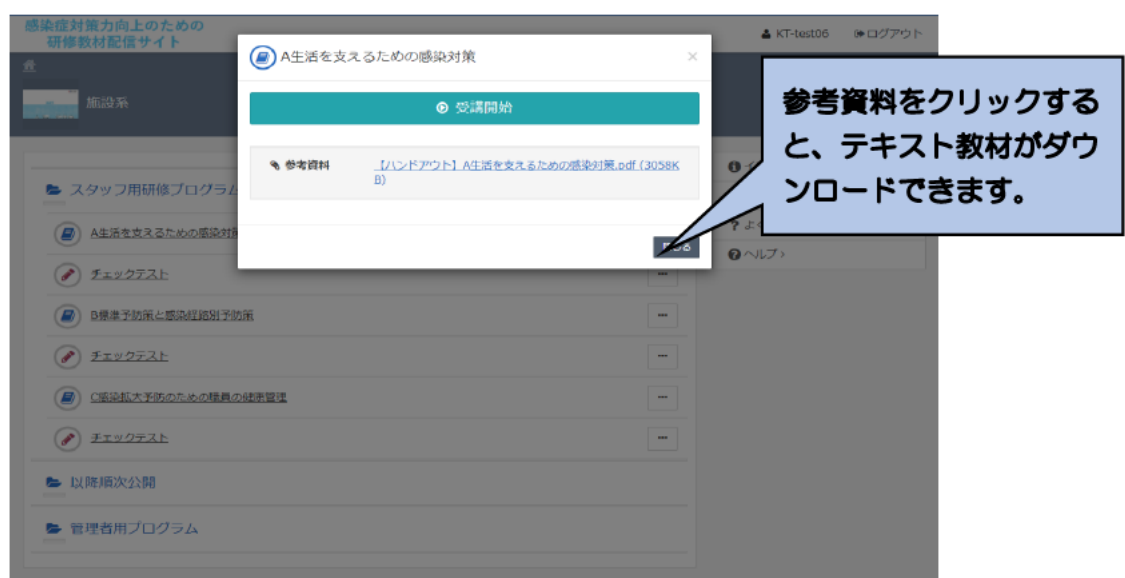 感染症対策力向上のための
研修教材配信サイト
KT-test06 ログアウト
施設系
A生活を支えるための感染対策
×
受講開始
参考資料 【ハンドアウト】A生活を支えるための感染対策.pdf (3058K
B)
参考資料をクリックする
と、テキスト教材がダウ
ンロードできます。
スタッフ用研修プログラム
A生活を支えるための感染対策
チェックテスト
B標準予防策と感染経路別予防策
チェックテスト
C感染拡大予防のための職員の健康管理
チェックテスト
以降順次公開
管理者用プログラム
ヘルプ ›